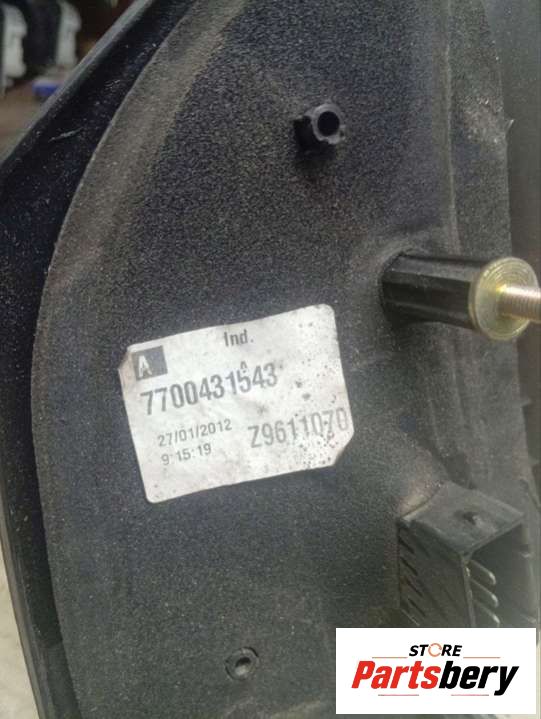 Ind.
A
A
7700431543
27/01/2012
9:15:19
Z9611070
STORE
Partsbery